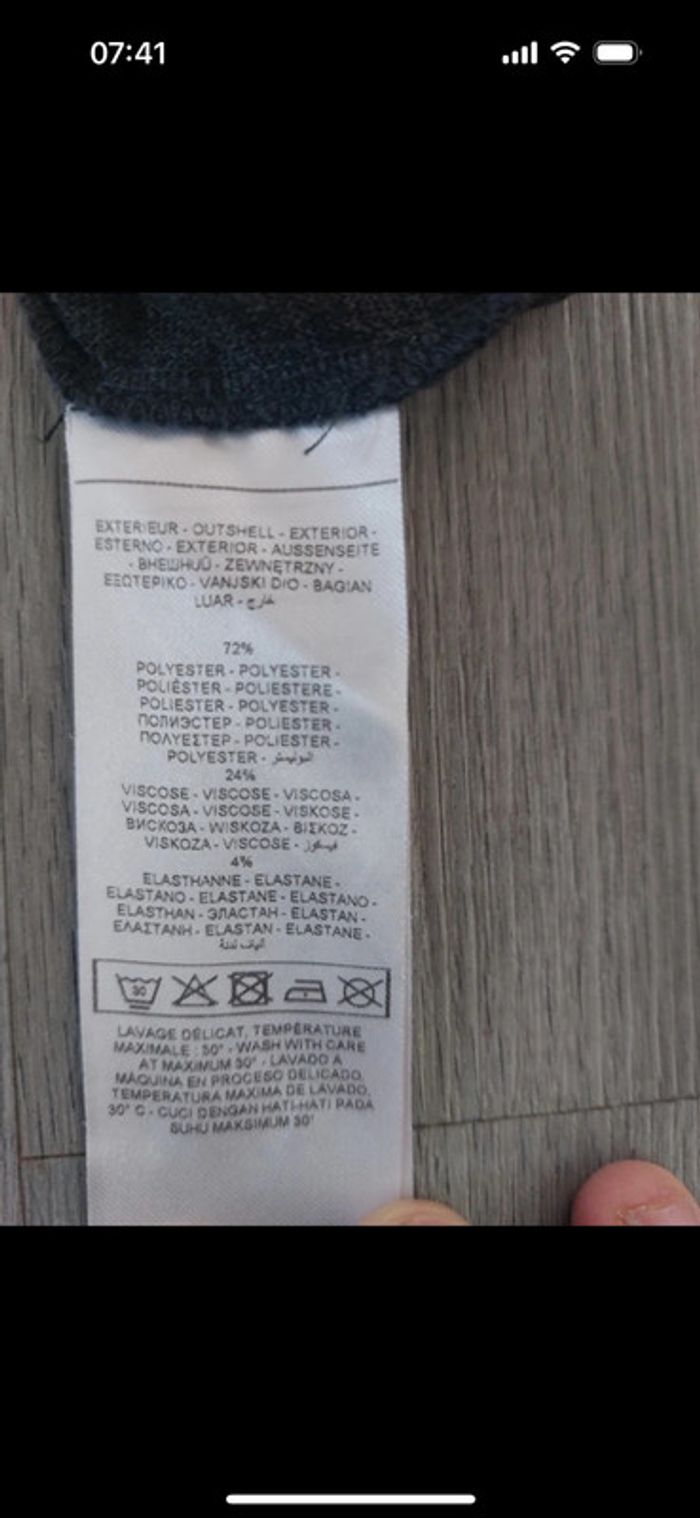 07:41
EXTERIEUR - OUTSHELL - EXTERIOR -
ESTERNO - EXTERIOR - AUSSENSEITE
- ВНЕШНИЙ - ZEWNĘTRZNY -
ΕΞΩΤΕΡΙΚΟ - VANJSKI DIO - BAGIAN
LUAR - خارج
72%
POLYESTER - POLYESTER -
POLIÉSTER - POLIESTERE -
POLIESTER - POLYESTER -
ПОЛИЭСТЕР - POLIESTER -
ΠΟΛΥΕΣΤΕΡ - POLIESTER -
POLYESTER - البوليستر
24%
VISCOSE - VISCOSE - VISCOSA -
VISCOSA - VISCOSE - VISKOSE -
ВИСКОЗА - WISKOZA - ΒΙΣΚΟΖ -
VISKOZA - VISCOSE - فيسكوز
4%
ELASTHANNE - ELASTANE -
ELASTANO - ELASTANE - ELASTANO -
ELASTHAN - ЭЛАСТАН - ELASTAN -
ΕΛΑΣΤΑΝΗ - ELASTAN - ELASTANE -
ألياف لدنة
30
LAVAGE DÉLICAT, TEMPÉRATURE
MAXIMALE : 30° - WASH WITH CARE
AT MAXIMUM 30° - LAVADO A
MÁQUINA EN PROCESO DELICADO,
TEMPERATURA MAXIMA DE LAVADO,
30° C - CUCI DENGAN HATI-HATI PADA
SUHU MAKSIMUM 30°